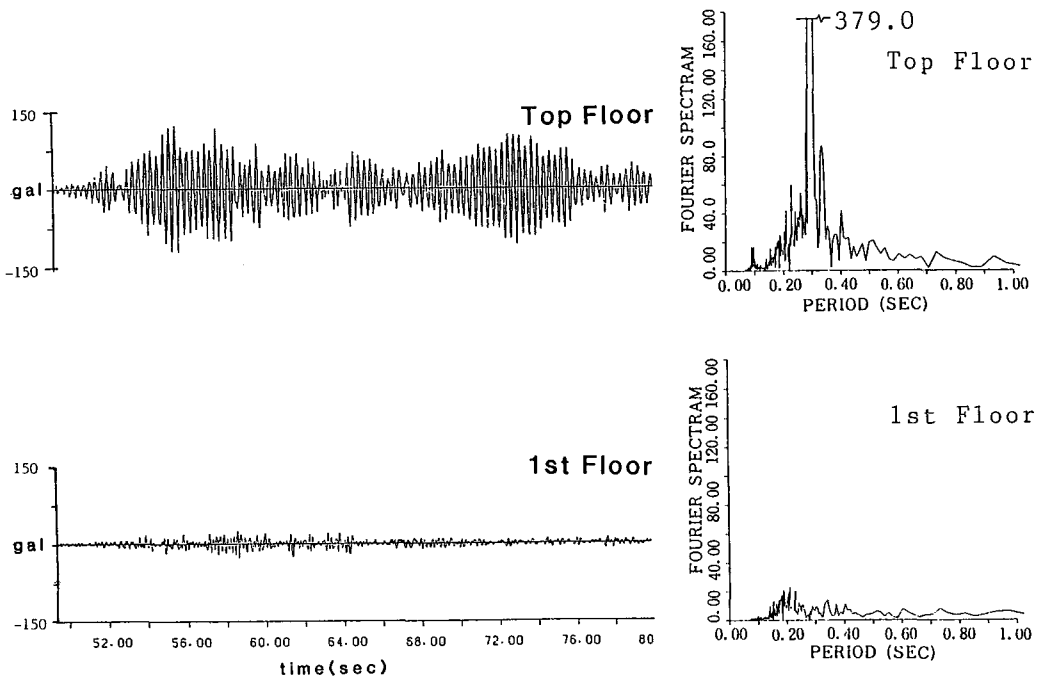 150
gal
-150
Top Floor
FOURIER SPECTRAM
0.00 40.0 80.0 120.00 160.00
379.0
Top Floor
0.00 0.20 0.40 0.60 0.80 1.00
PERIOD (SEC)
150
gal
-150
1st Floor
52.00 56.00 60.00 64.00 68.00 72.00 76.00 80
time(sec)
FOURIER SPECTRAM
0.00 40.00 80.00 120.00 160.00
1st Floor
0.00 0.20 0.40 0.60 0.80 1.00
PERIOD (SEC)